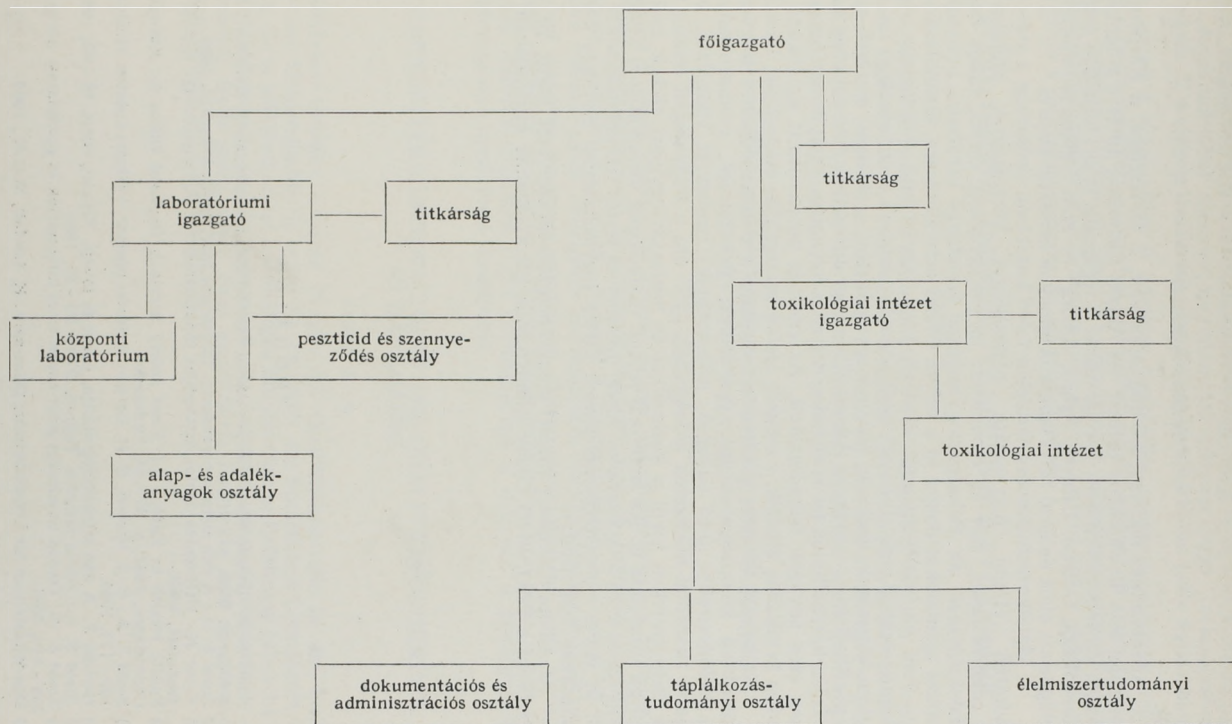 főigazgató
titkárság
laboratóriumi
igazgató
titkárság
toxikológiai intézet
igazgató
titkárság
központi
laboratórium
peszticid és szennye-
ződés osztály
toxikológiai intézet
alap- és adalék-
anyagok osztály
dokumentációs és
adminisztrációs osztály
táplálkozás-
tudományi osztály
élelmiszertudományi
osztály